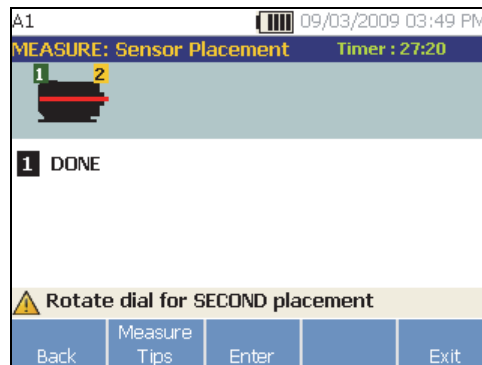 A1 09/03/2009 03:49 PM
MEASURE: Sensor Placement Timer : 27:20
1 2
1 DONE
Rotate dial for SECOND placement
Measure
Back Tips Enter Exit